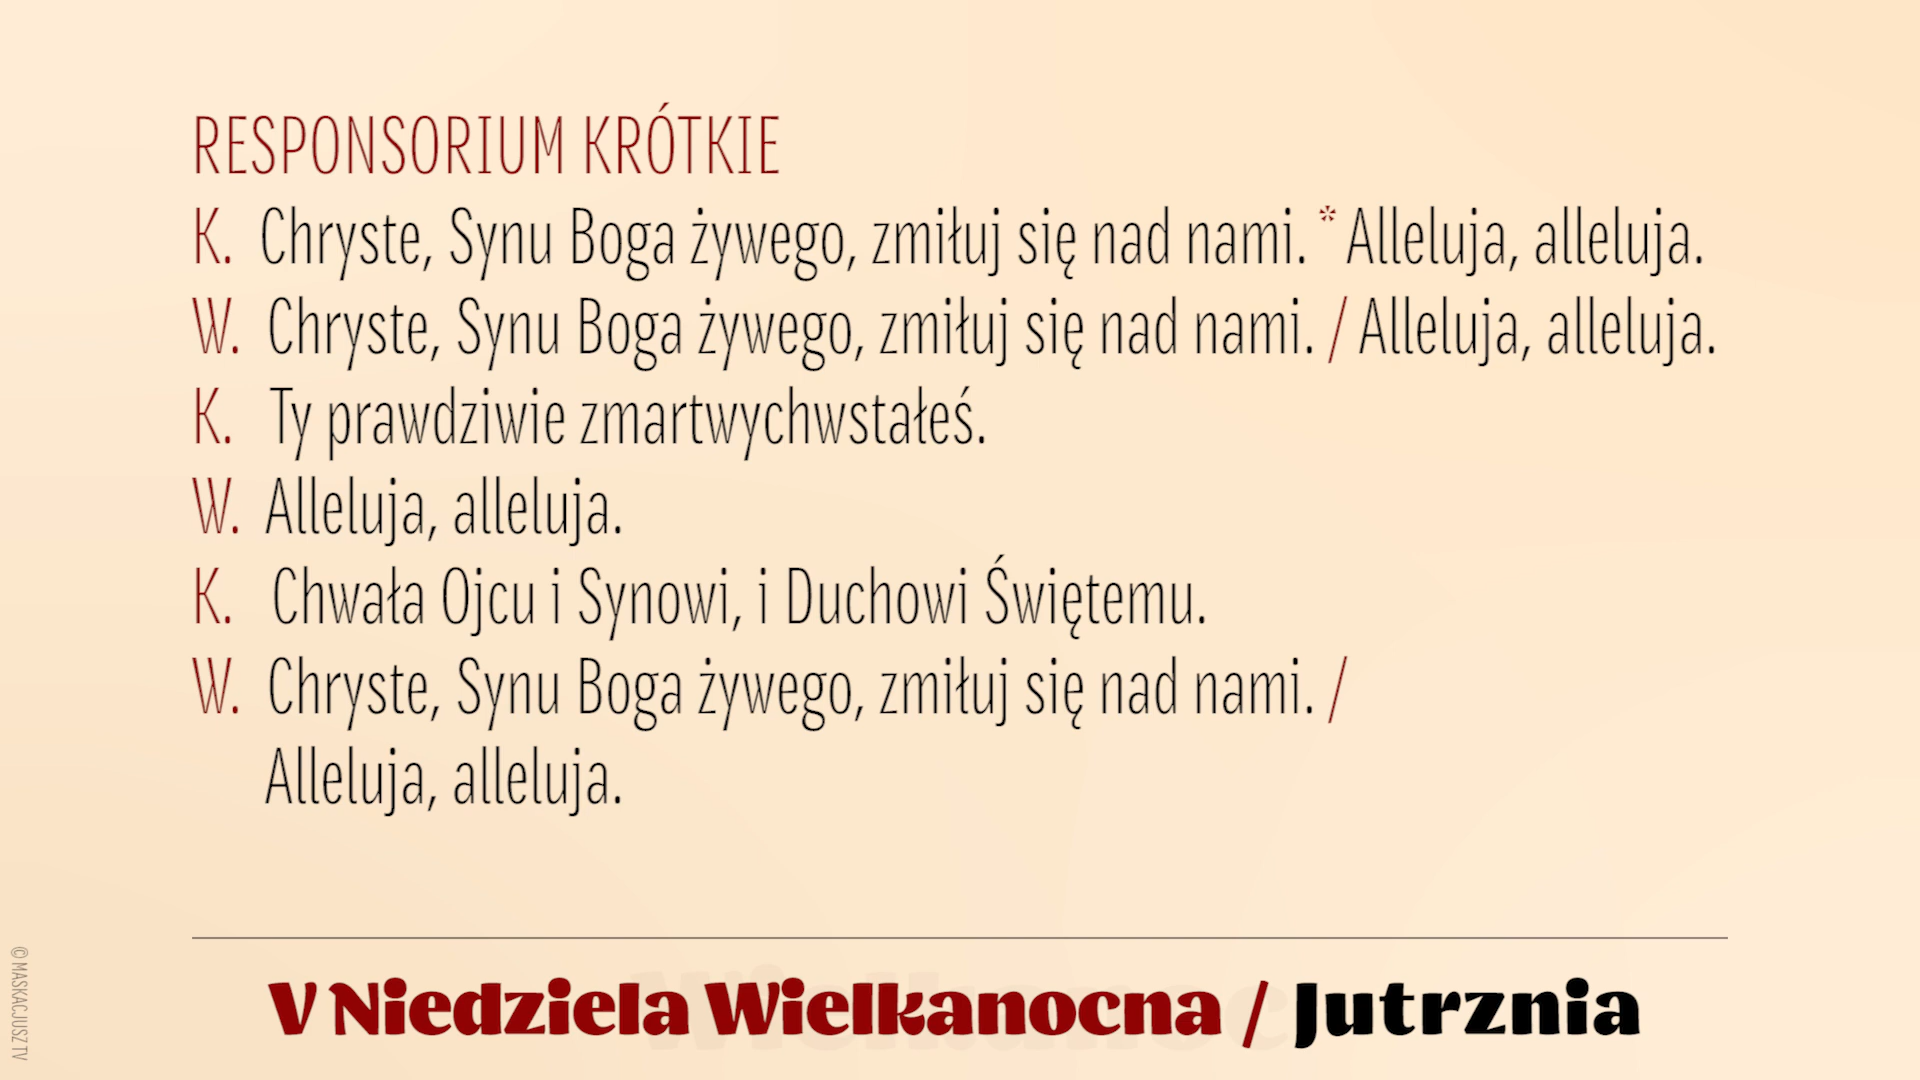 RESPONSORIUM KRÓTKIE
K. Chryste, Synu Boga żywego, zmiłuj się nad nami. * Alleluja, alleluja.
W. Chryste, Synu Boga żywego, zmiłuj się nad nami. / Alleluja, alleluja.
K. Ty prawdziwie zmartwychwstałeś.
W. Alleluja, alleluja.
K. Chwała Ojcu i Synowi, i Duchowi Świętemu.
W. Chryste, Synu Boga żywego, zmiłuj się nad nami. /
Alleluja, alleluja.
V Niedziela Wielkanocna / Jutrznia
© MASKACJUSZ TV